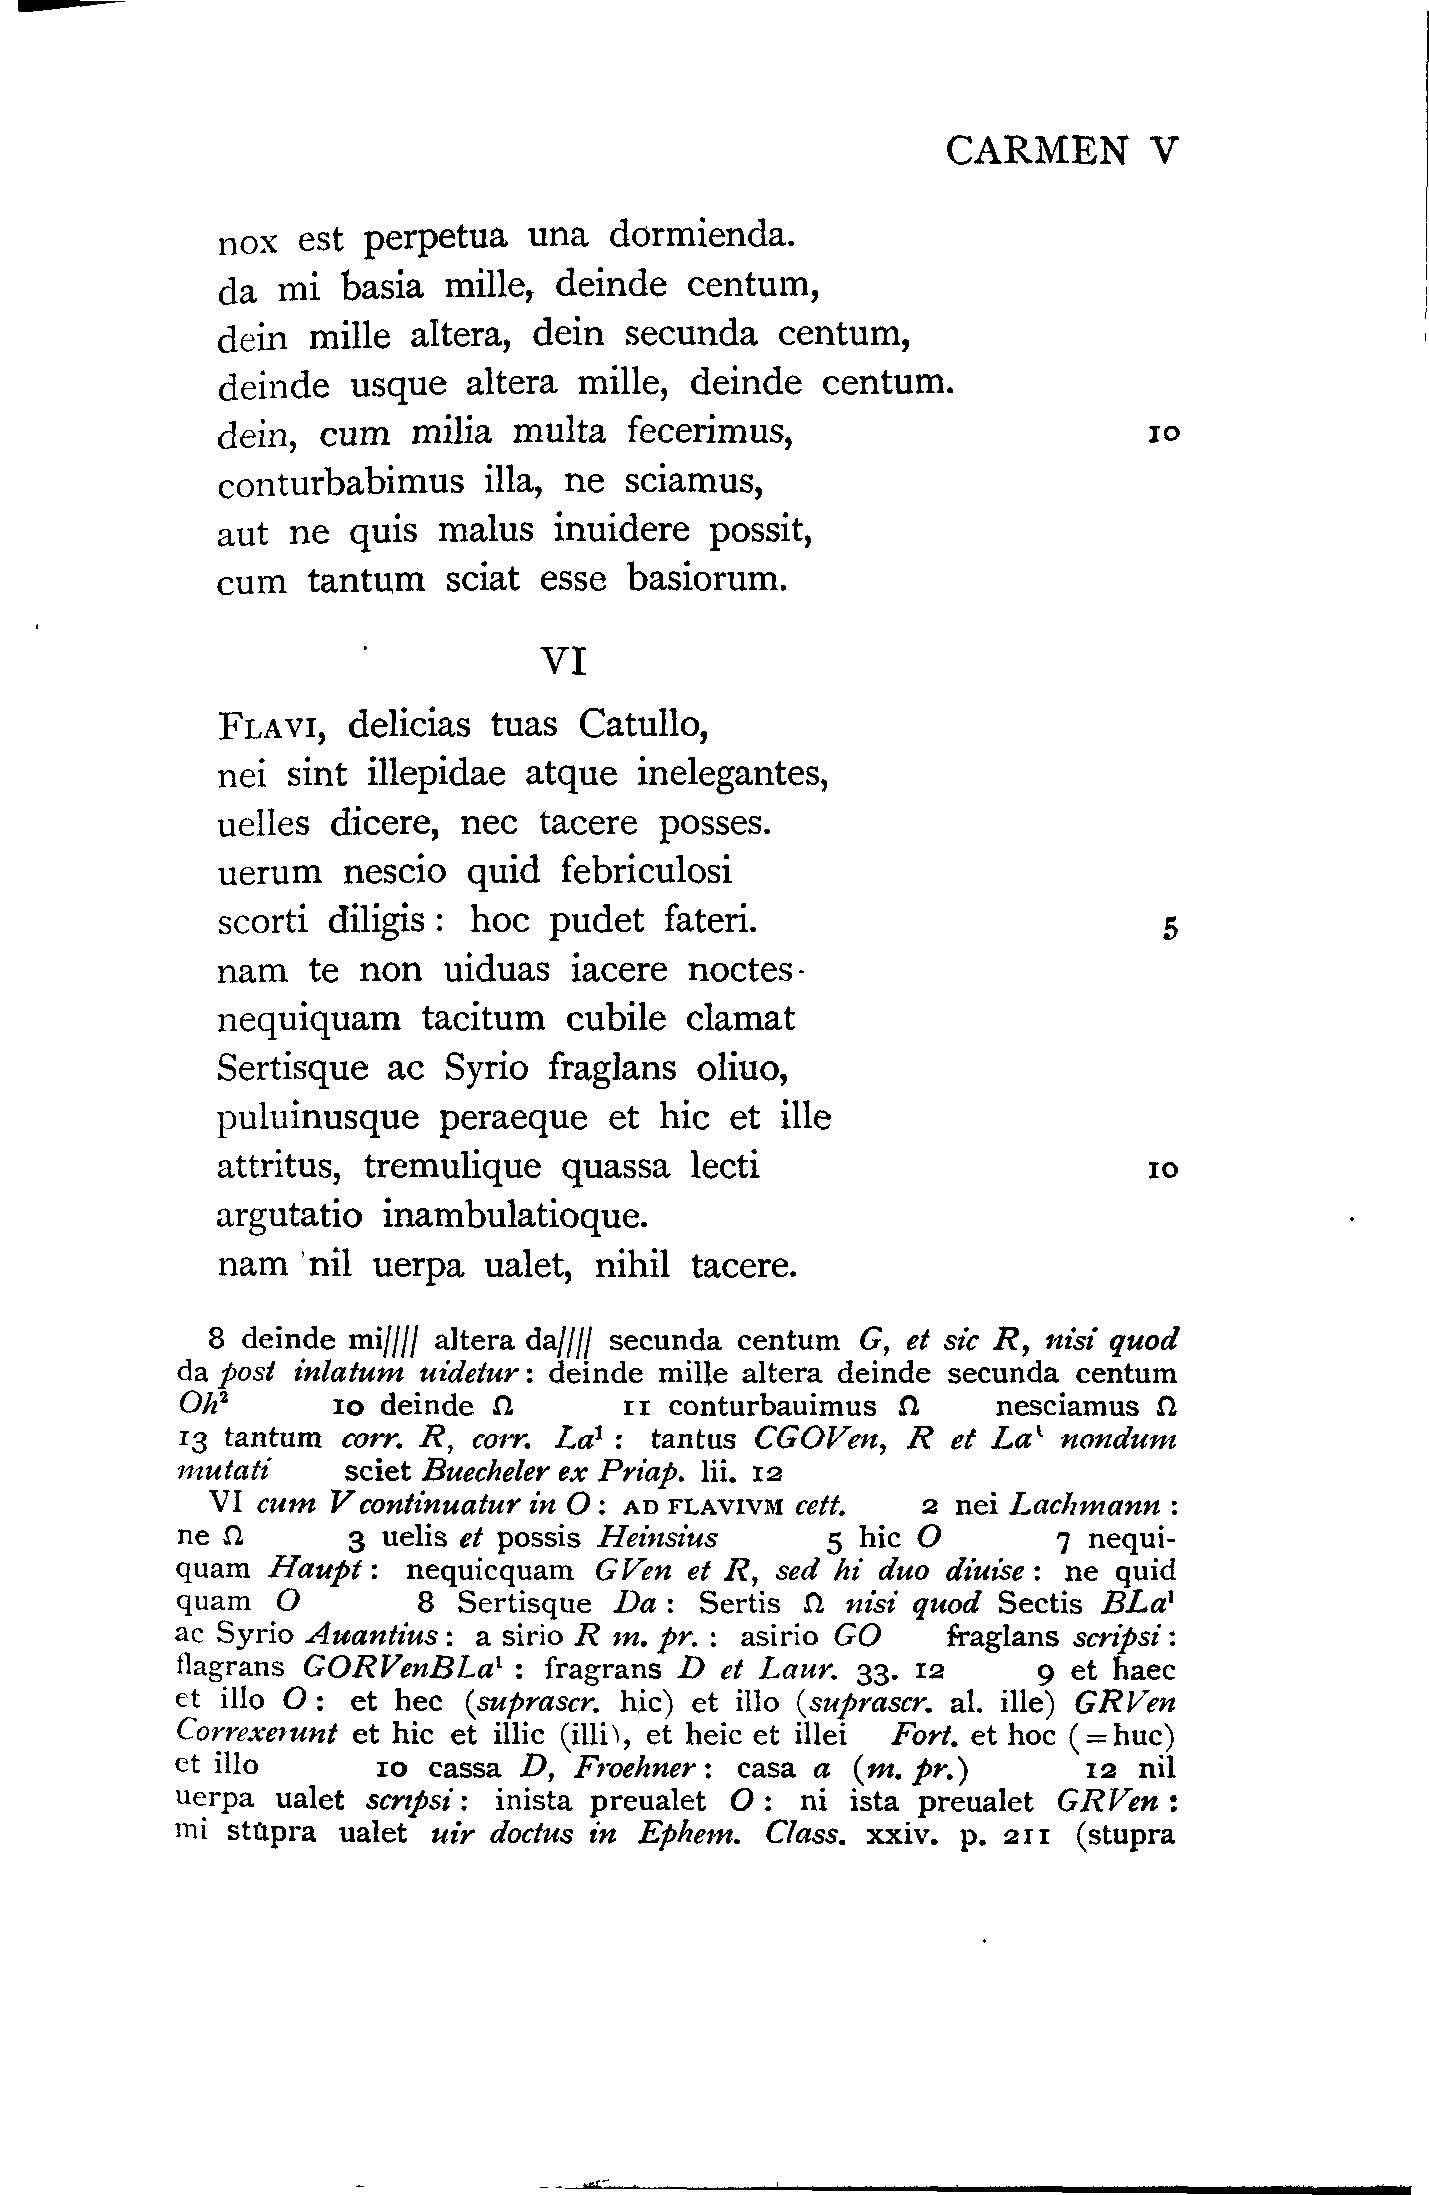 CARMEN V
nox est perpetua una dormienda.
da mi basia mille, deinde centum,
dein mille altera, dein secunda centum,
deinde usque altera mille, deinde centum.
dein, cum milia multa fecerimus, 10
conturbabimus illa, ne sciamus,
aut ne quis malus inuidere possit,
cum tantum sciat esse basiorum.
VI
FLAVI, delicias tuas Catullo,
nei sint illepidae atque inelegantes,
uelles dicere, nec tacere posses.
uerum nescio quid febriculosi
scorti diligis: hoc pudet fateri. 5
nam te non uiduas iacere noctes
nequiquam tacitum cubile clamat
Sertisque ac Syrio fraglans oliuo,
puluinusque peraeque et hic et ille
attritus, tremulique quassa lecti 10
argutatio inambulatioque.
nam nil uerpa ualet, nihil tacere.
8 deinde mi//// altera da//// secunda centum G, et sic R, nisi quod
da post inlatum uidetur: deinde mille altera deinde secunda centum
Oh² 10 deinde Ω 11 conturbauimus Ω nesciamus Ω
13 tantum corr. R, corr. La¹: tantus CGOVen, R et La¹ nondum
mutati sciet Buecheler ex Priap. lii. 12
VI cum V continuatur in O: AD FLAVIVM cett. 2 nei Lachmann:
ne Ω 3 uelis et possis Heinsius 5 hic O 7 nequi-
quam Haupt: nequicquam GVen et R, sed hi duo diuise: ne quid
quam O 8 Sertisque Da: Sertis Ω nisi quod Sectis BLa¹
ac Syrio Auantius: a sirio R m. pr.: asirio GO fraglans scripsi:
flagrans GORVenBLa¹: fragrans D et Laur. 33. 12 9 et haec
et illo O: et hec (suprascr. hic) et illo (suprascr. al. ille) GRVen
Correxerunt et hic et illic (illi), et heic et illei Fort. et hoc (=huc)
et illo 10 cassa D, Froehner: casa a (m. pr.) 12 nil
uerpa ualet scripsi: inista preualet O: ni ista preualet GRVen:
mi stupra ualet uir doctus in Ephem. Class. xxiv. p. 211 (stupra